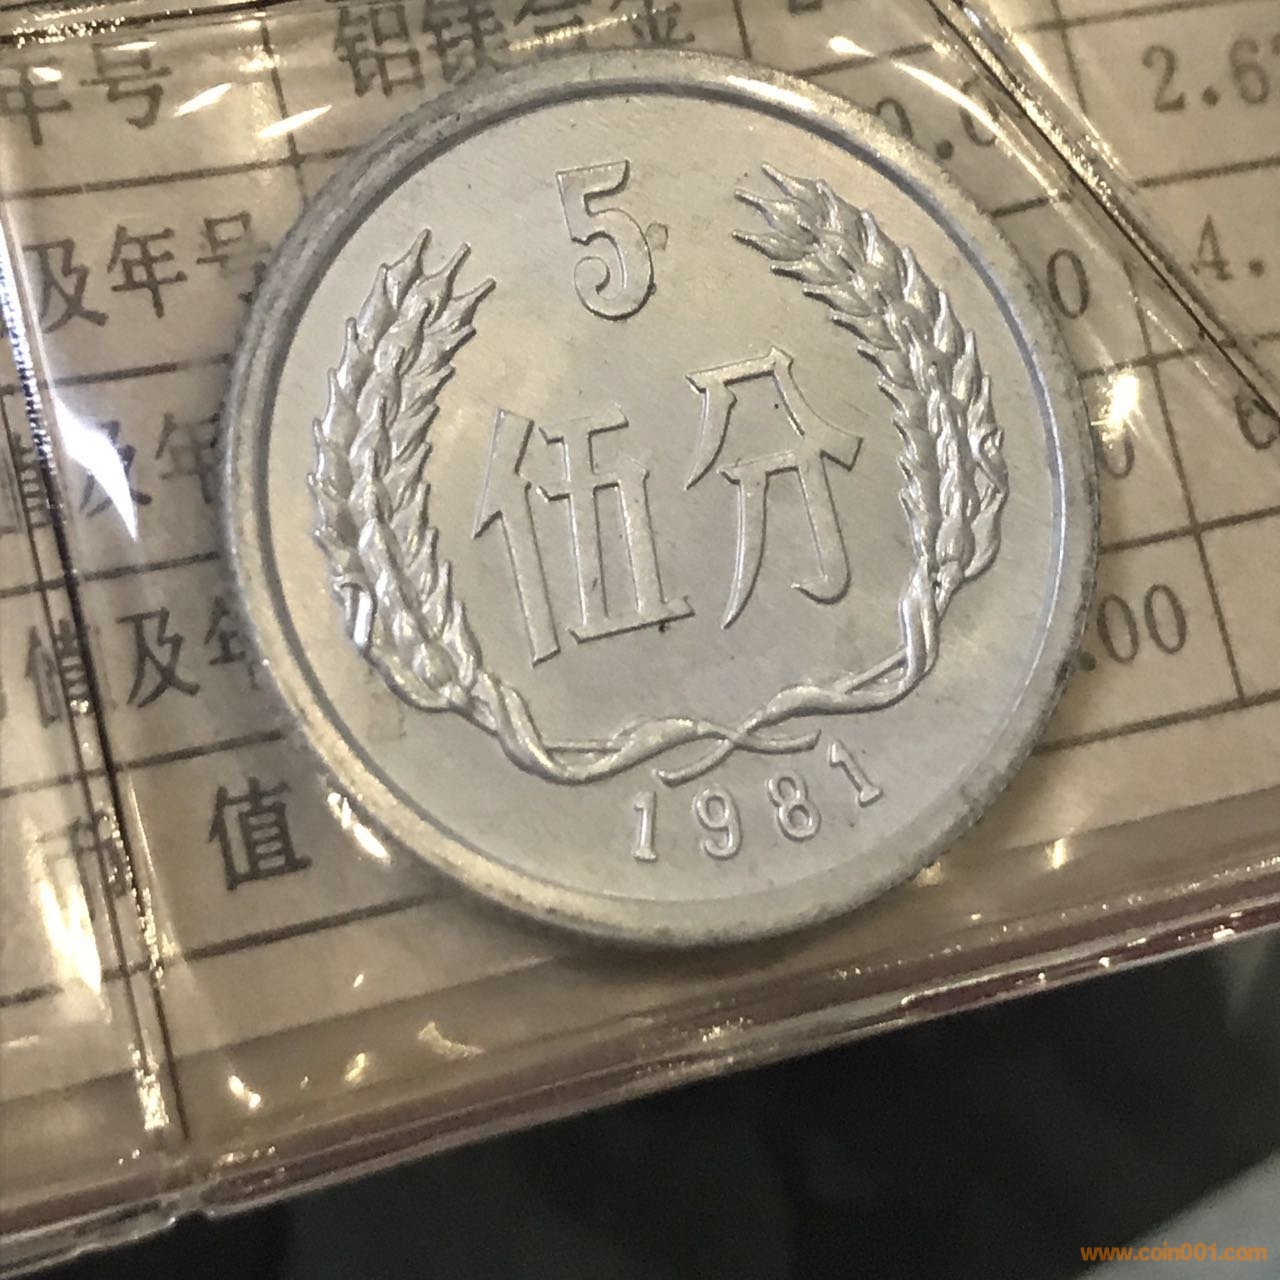 年号
铝镁合金
2.6
及年号
4.
5
伍分
1981
0
及年
值及年
.00
值
www.coin001.com